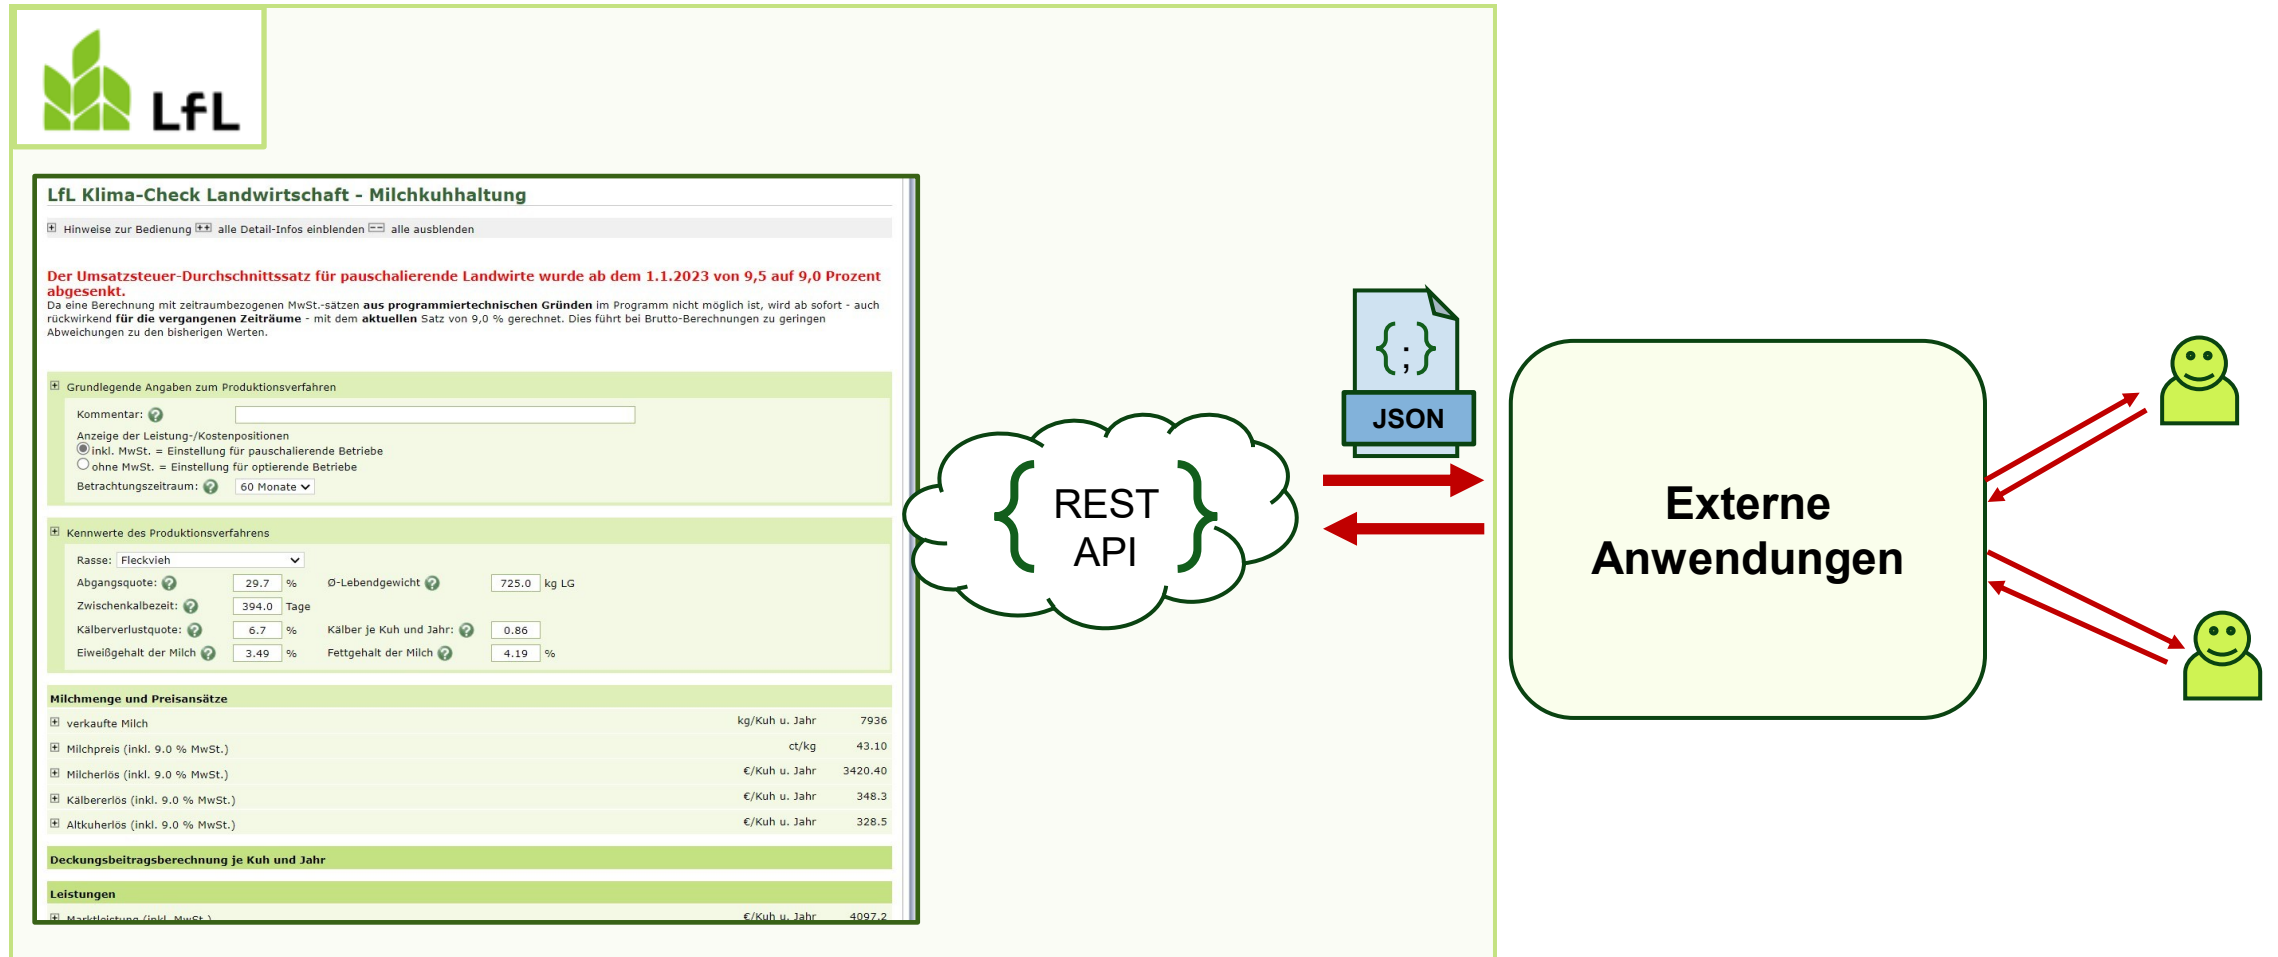 LfL
LfL Klima-Check Landwirtschaft - Milchkuhhaltung
Hinweise zur Bedienung ++ alle Detail-Infos einblenden -- alle ausblenden
Der Umsatzsteuer-Durchschnittssatz für pauschalierende Landwirte wurde ab dem 1.1.2023 von 9,5 auf 9,0 Prozent
abgesenkt.
Da eine Berechnung mit zeitraumbezogenen MwSt.-sätzen aus programmiertechnischen Gründen im Programm nicht möglich ist, wird ab sofort - auch
rückwirkend für die vergangenen Zeiträume - mit dem aktuellen Satz von 9,0 % gerechnet. Dies führt bei Brutto-Berechnungen zu geringen
Abweichungen zu den bisherigen Werten.
Grundlegende Angaben zum Produktionsverfahren
Kommentar: ?
Anzeige der Leistung-/Kostenpositionen
inkl. MwSt. = Einstellung für pauschalierende Betriebe
ohne MwSt. = Einstellung für optierende Betriebe
Betrachtungszeitraum: ? 60 Monate
Kennwerte des Produktionsverfahrens
Rasse: Fleckvieh
Abgangsquote: ? 29.7 % Ø-Lebendgewicht ? 725.0 kg LG
Zwischenkalbezeit: ? 394.0 Tage
Kälberverlustquote: ? 6.7 % Kälber je Kuh und Jahr: ? 0.86
Eiweißgehalt der Milch ? 3.49 % Fettgehalt der Milch ? 4.19 %
Milchmenge und Preisansätze
verkaufte Milch kg/Kuh u. Jahr 7936
Milchpreis (inkl. 9.0 % MwSt.) ct/kg 43.10
Milcherlös (inkl. 9.0 % MwSt.) €/Kuh u. Jahr 3420.40
Kälbererlös (inkl. 9.0 % MwSt.) €/Kuh u. Jahr 348.3
Altkuherlös (inkl. 9.0 % MwSt.) €/Kuh u. Jahr 328.5
Deckungsbeitragsberechnung je Kuh und Jahr
Leistungen
Marktleistung (inkl. MwSt.) €/Kuh u. Jahr 4097.2
{ REST
API }
{;}
JSON
Externe
Anwendungen